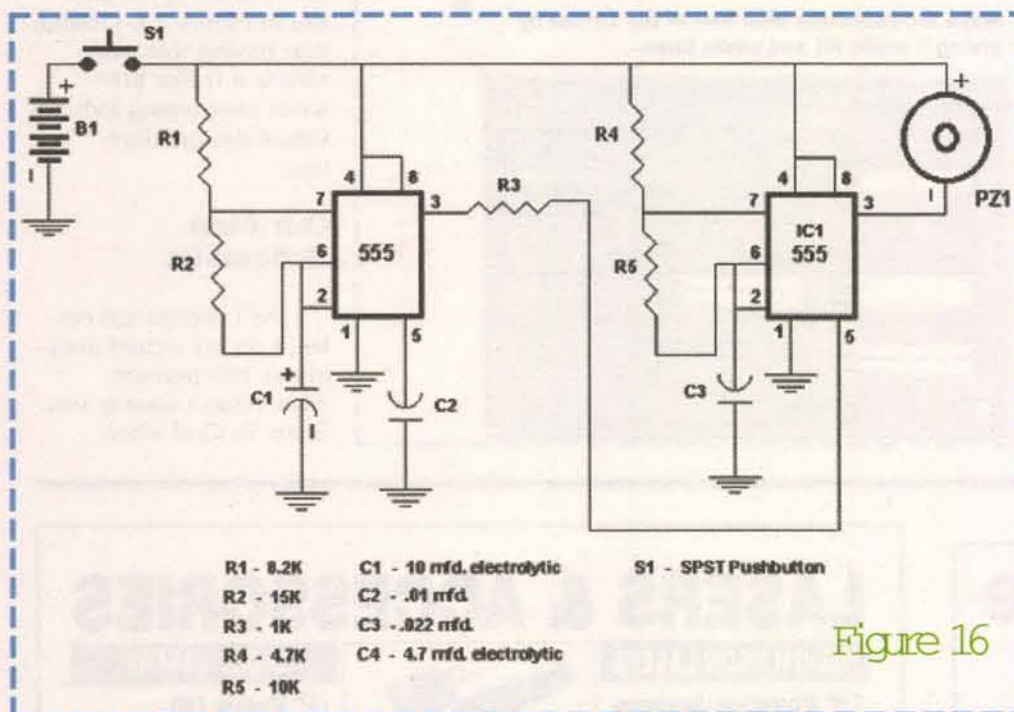 S1
+
B1
R1
R4
+
4
8
R3
4
8
7
3
7
3
PZ1
R2
555
R5
IC1
555
6
6
2
2
1
5
1
5
+
C1
C2
C3
R1 - 8.2K
C1 - 10 mfd. electrolytic
S1 - SPST Pushbutton
R2 - 15K
C2 - .01 mfd.
R3 - 1K
C3 - .022 mfd.
R4 - 4.7K
C4 - 4.7 mfd. electrolytic
R5 - 10K
Figure 16
LASERS & ACCESSORIES